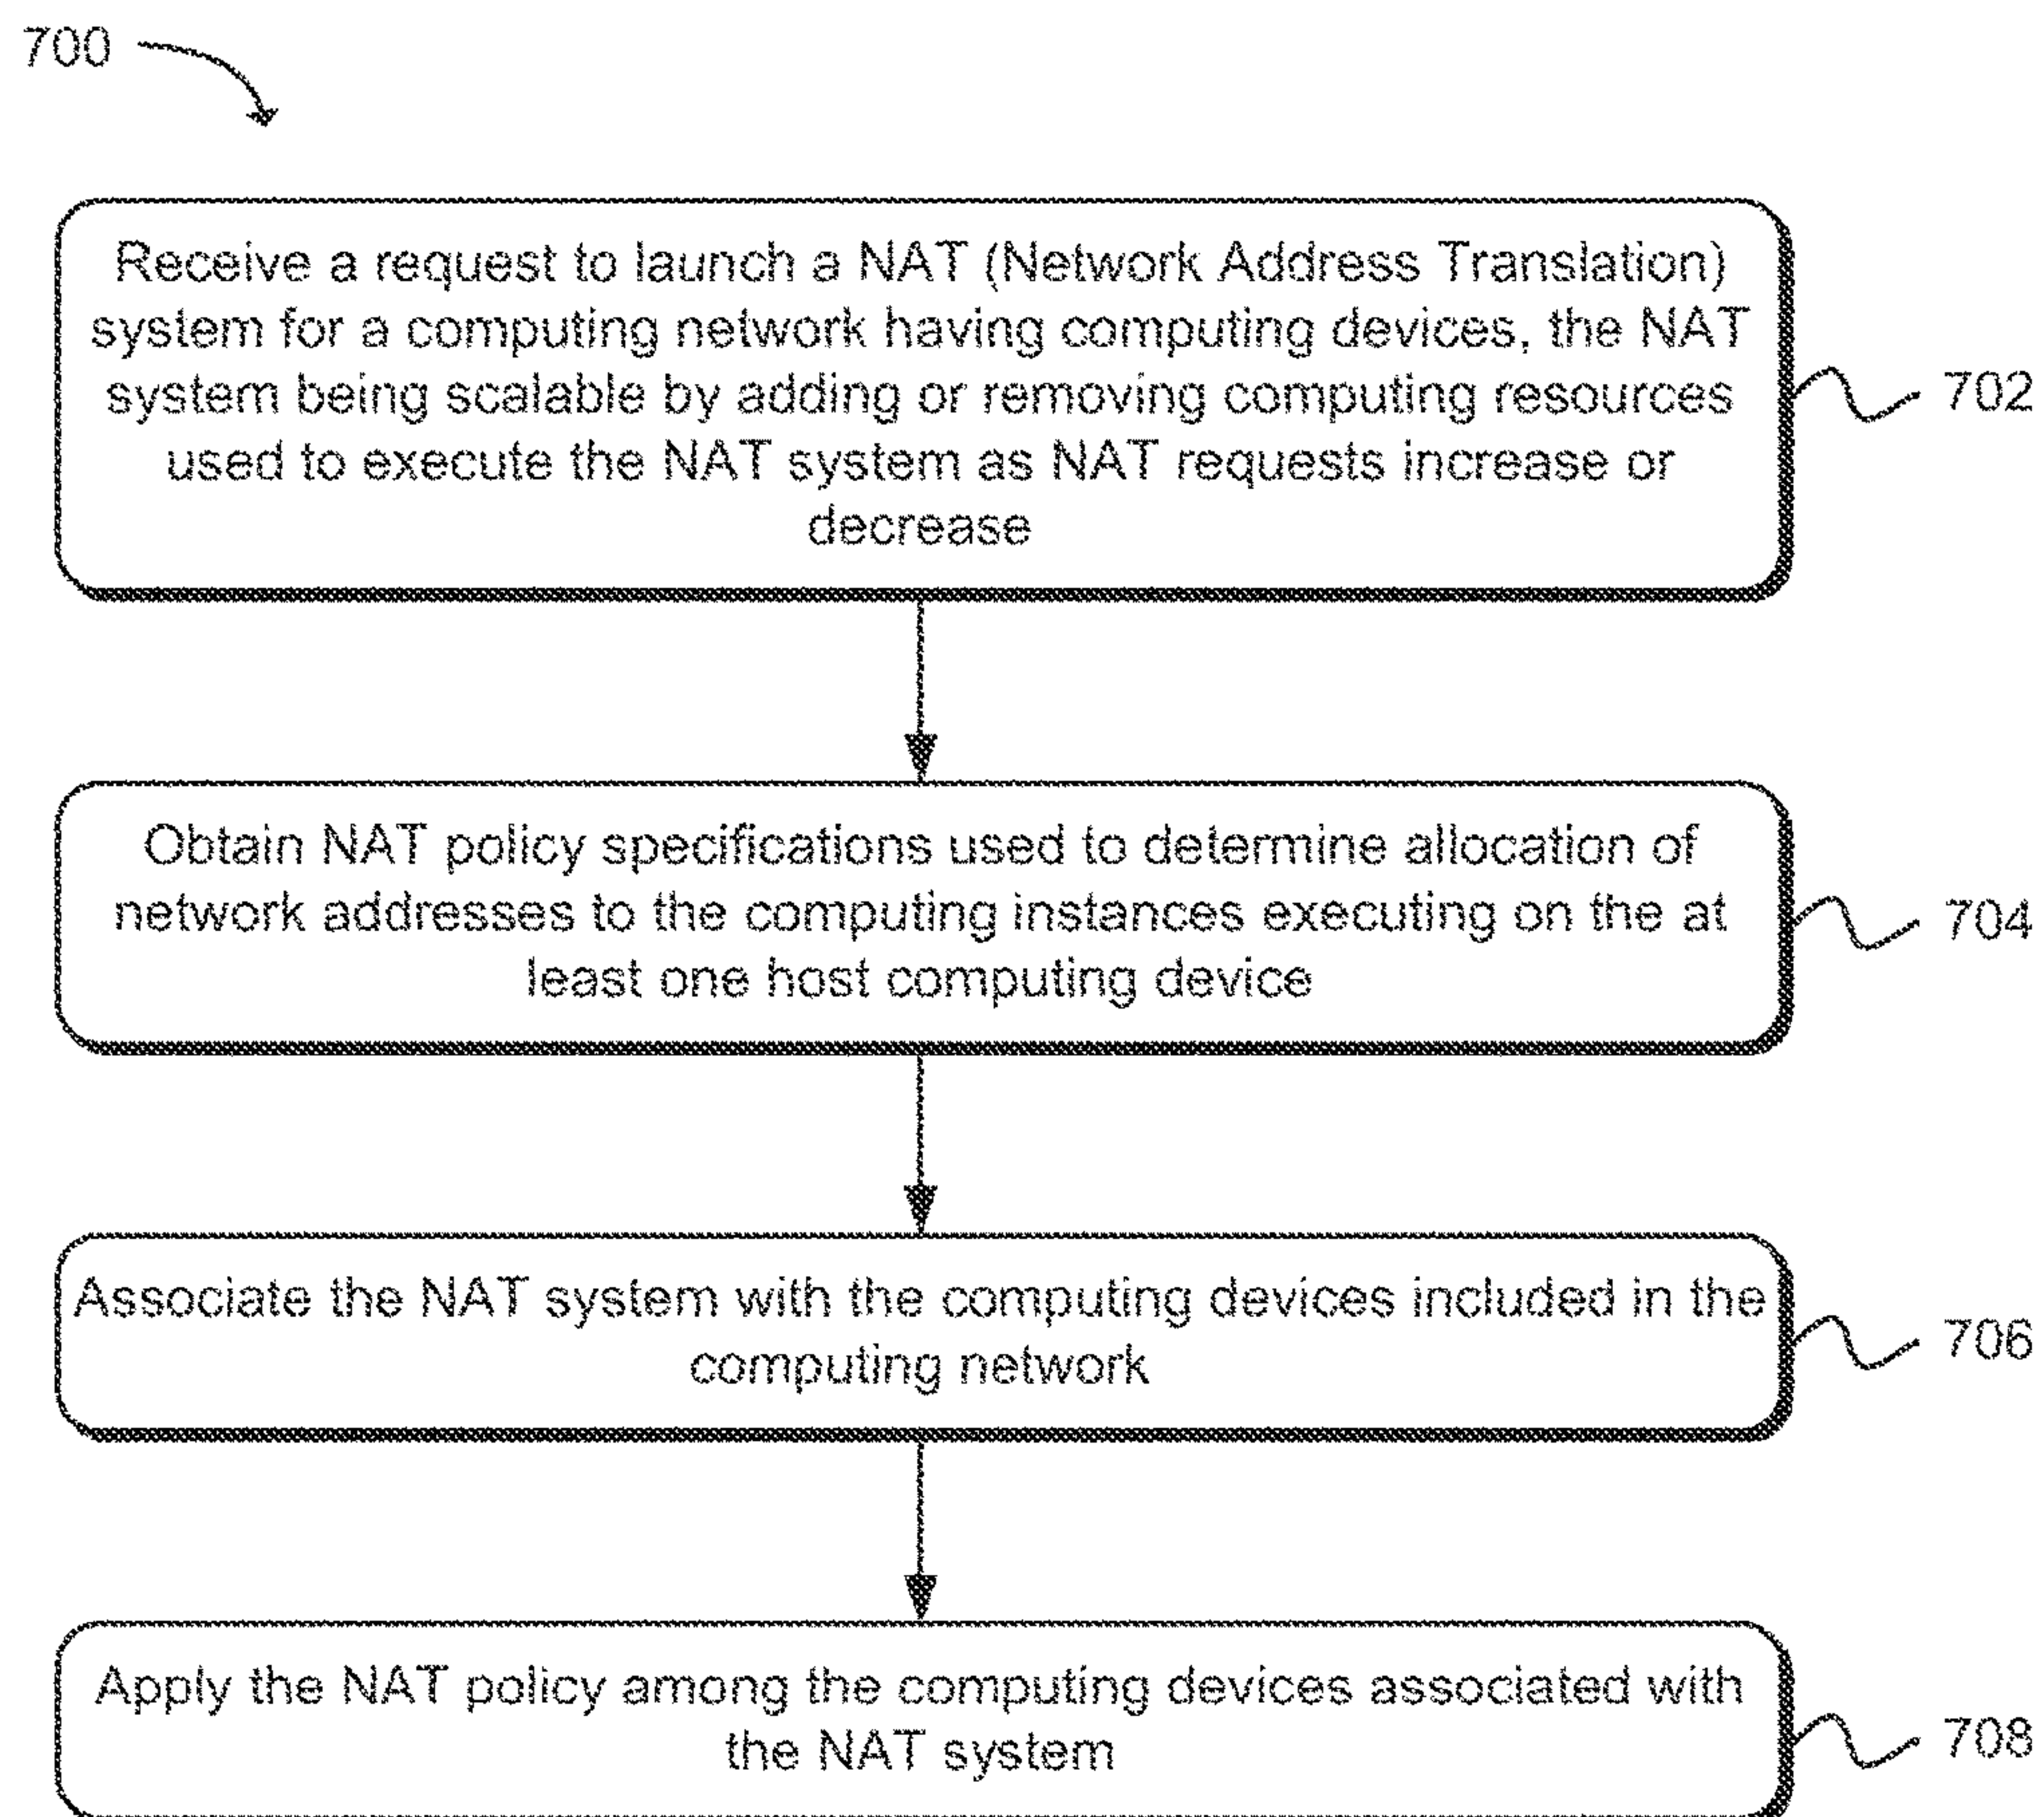 700
Receive a request to launch a NAT (Network Address Translation)
system for a computing network having computing devices, the NAT
system being scalable by adding or removing computing resources
used to execute the NAT system as NAT requests increase or
decrease
702
Obtain NAT policy specifications used to determine allocation of
network addresses to the computing instances executing on the at
least one host computing device
704
Associate the NAT system with the computing devices included in the
computing network
706
Apply the NAT policy among the computing devices associated with
the NAT system
708